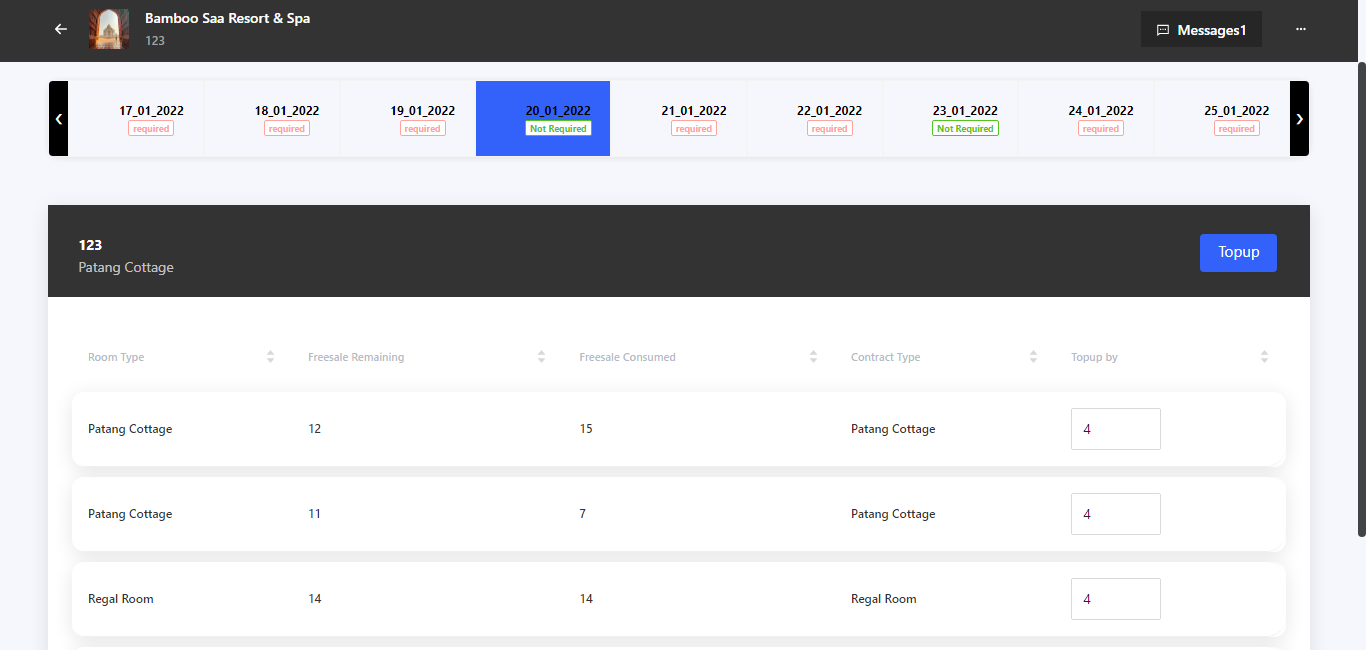 Bamboo Saa Resort & Spa
123
Messages1
17_01_2022
required
18_01_2022
required
19_01_2022
required
20_01_2022
Not Required
21_01_2022
required
22_01_2022
required
23_01_2022
Not Required
24_01_2022
required
25_01_2022
required
123
Patang Cottage
Topup
Room Type Freesale Remaining Freesale Consumed Contract Type Topup by
Patang Cottage 12 15 Patang Cottage 4
Patang Cottage 11 7 Patang Cottage 4
Regal Room 14 14 Regal Room 4